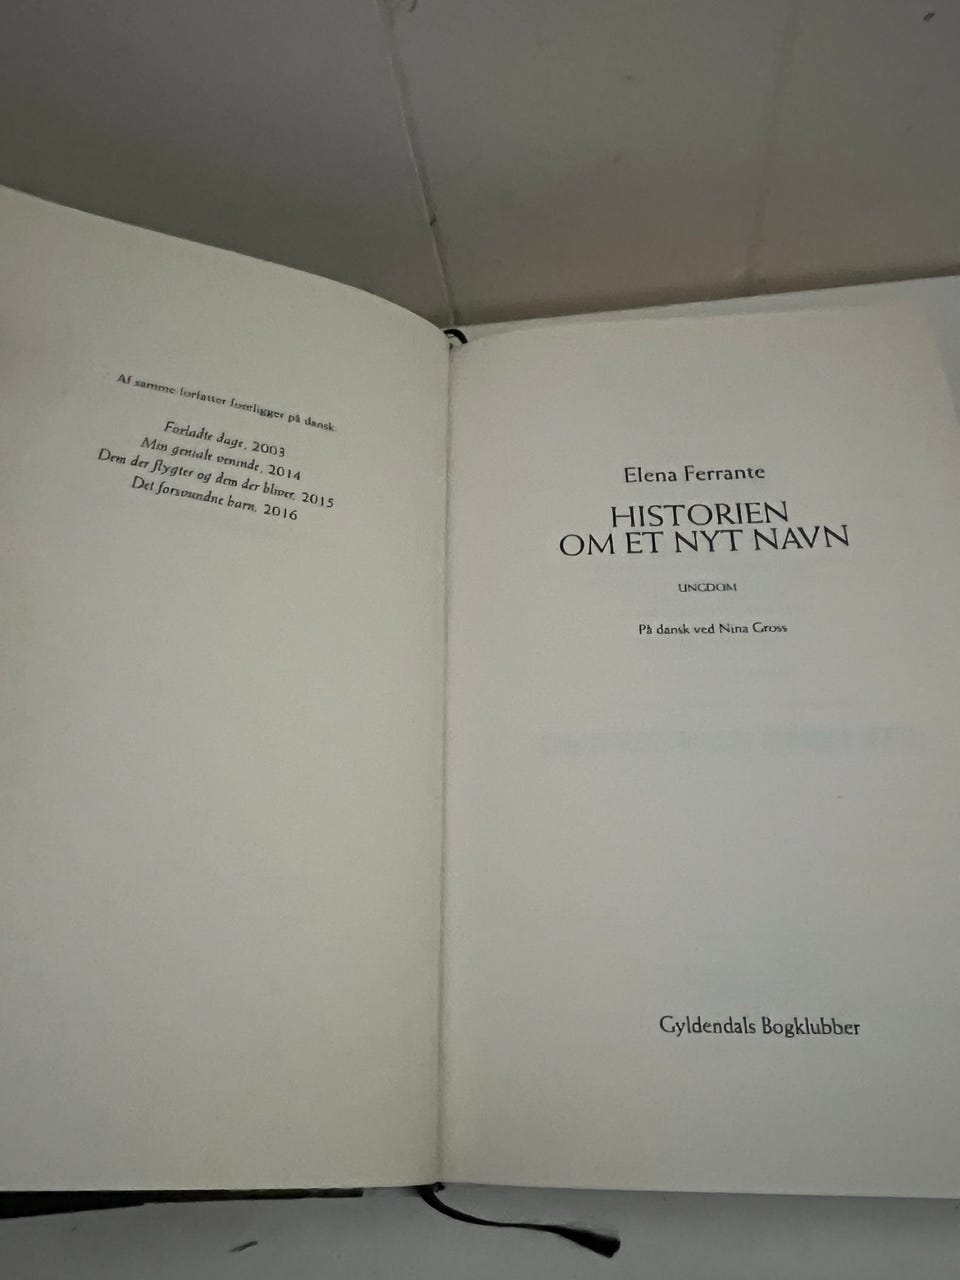 Af samme forfatter foreligger på dansk:
Forladte dage, 2003
Min geniale veninde, 2014
Dem der flygter og dem der bliver, 2015
Det forsvundne barn, 2016
Elena Ferrante
HISTORIEN
OM ET NYT NAVN
UNGDOM
På dansk ved Nina Gross
Gyldendals Bogklubber